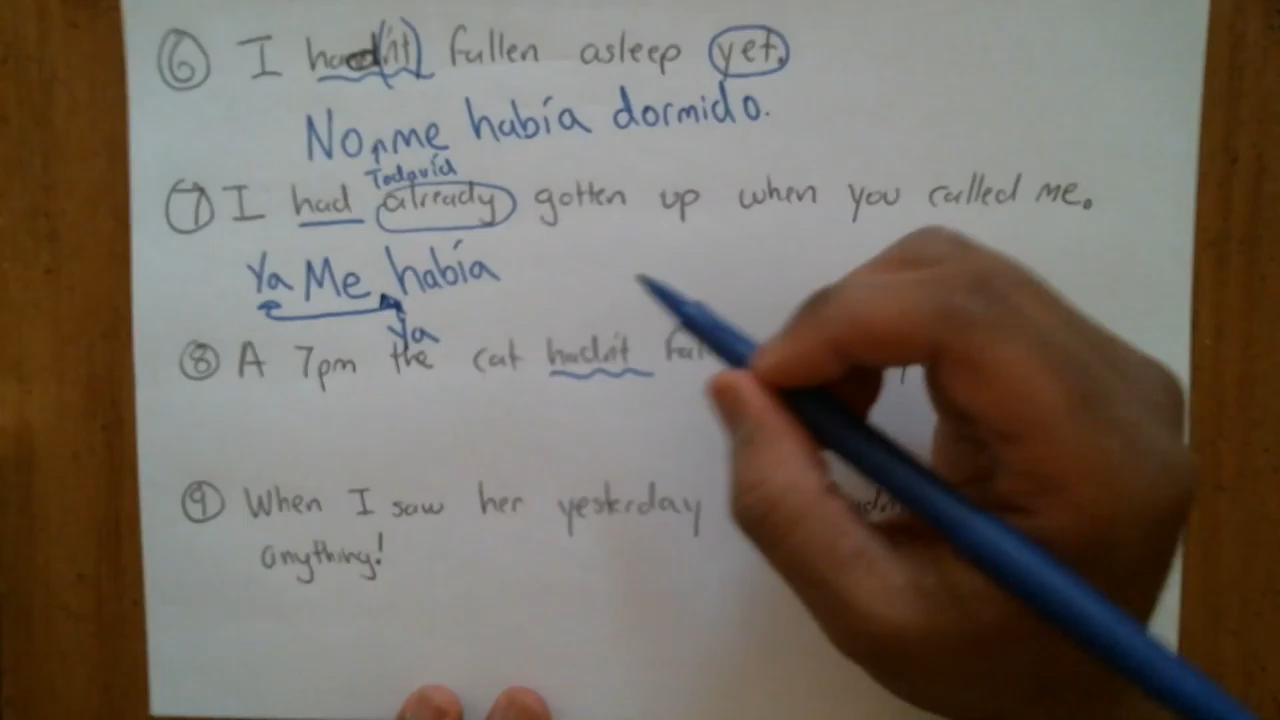 6 I hadn't fallen asleep yet.
No me había dormido.
Todavía
7 I had already gotten up when you called me.
Ya Me había
Ya
8 A 7pm the cat hadn't
9 When I saw her yesterday
anything!